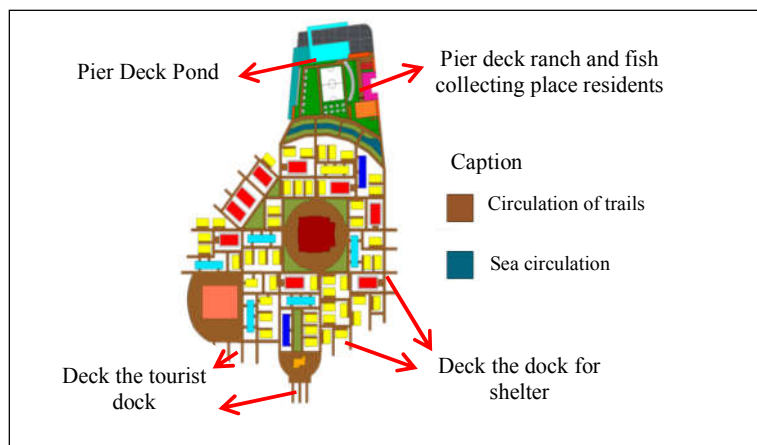 Pier Deck Pond
Pier deck ranch and fish
collecting place residents
Caption
Circulation of trails
Sea circulation
Deck the tourist
dock
Deck the dock for
shelter